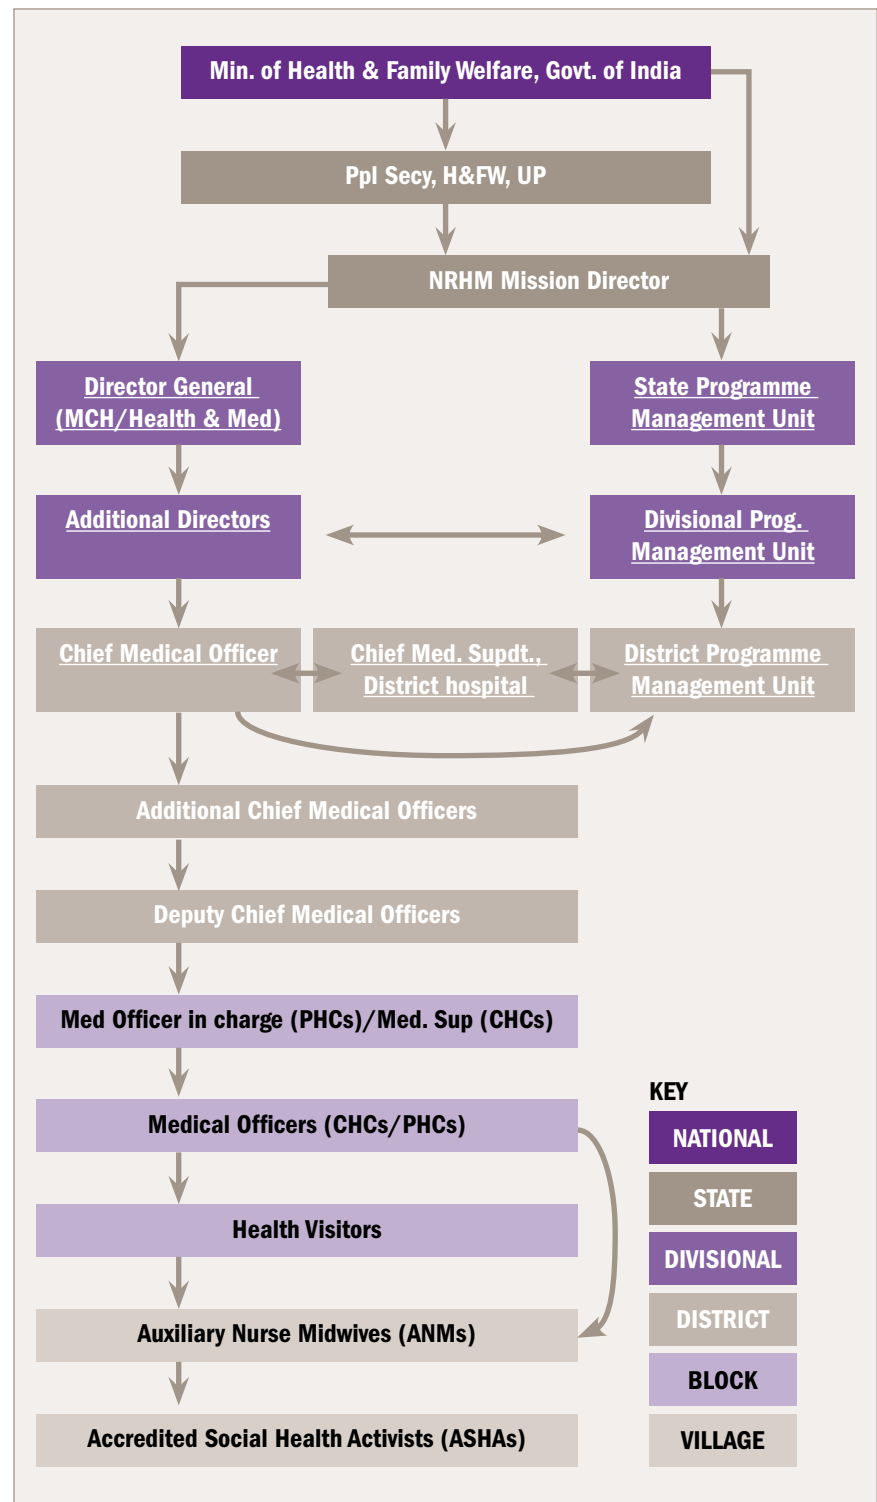 Min. of Health & Family Welfare, Govt. of India
Ppl Secy, H&FW, UP
NRHM Mission Director
Director General
(MCH/Health & Med)
State Programme
Management Unit
Additional Directors
Divisional Prog.
Management Unit
Chief Medical Officer
Chief Med. Supdt.,
District hospital
District Programme
Management Unit
Additional Chief Medical Officers
Deputy Chief Medical Officers
Med Officer in charge (PHCs)/Med. Sup (CHCs)
Medical Officers (CHCs/PHCs)
Health Visitors
Auxiliary Nurse Midwives (ANMs)
Accredited Social Health Activists (ASHAs)
KEY
NATIONAL
STATE
DIVISIONAL
DISTRICT
BLOCK
VILLAGE